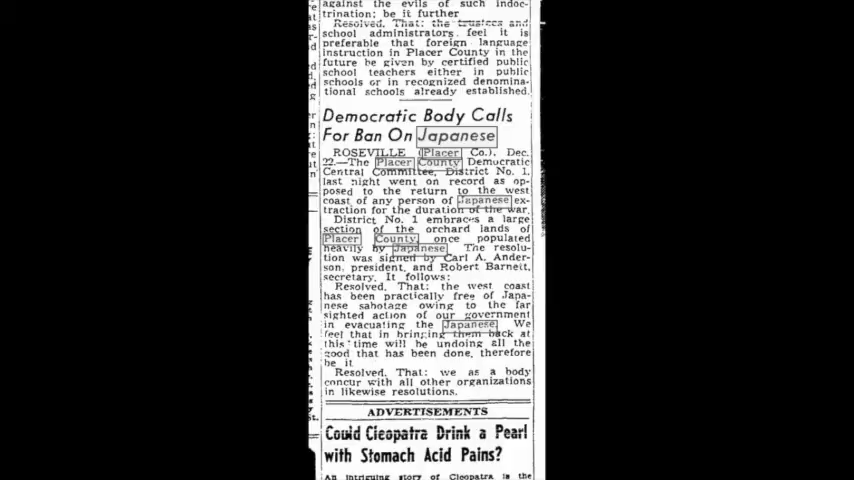 against the evils of such indoc-
trination; be it further
Resolved, That: the trustees and
school administrators feel it is
preferable that foreign language
instruction in Placer County in the
future be given by certified public
school teachers either in public
schools or in recognized denomina-
tional schools already established.
Democratic Body Calls
For Ban On Japanese
ROSEVILLE (Placer Co.), Dec.
22.—The Placer County Democratic
Central Committee, District No. 1,
last night went on record as op-
posed to the return to the west
coast of any person of Japanese ex-
traction for the duration of the war.
District No. 1 embraces a large
section of the orchard lands of
Placer County, once populated
heavily by Japanese. The resolu-
tion was signed by Carl A. Ander-
son, president, and Robert Barnett,
secretary. It follows:
Resolved, That: the west coast
has been practically free of Japa-
nese sabotage owing to the far
sighted action of our government
in evacuating the Japanese. We
feel that in bringing them back at
this time will be undoing all the
good that has been done, therefore
be it
Resolved, That: we as a body
concur with all other organizations
in likewise resolutions.
ADVERTISEMENTS
Could Cleopatra Drink a Pearl
with Stomach Acid Pains?
An intriguing story of Cleopatra is the